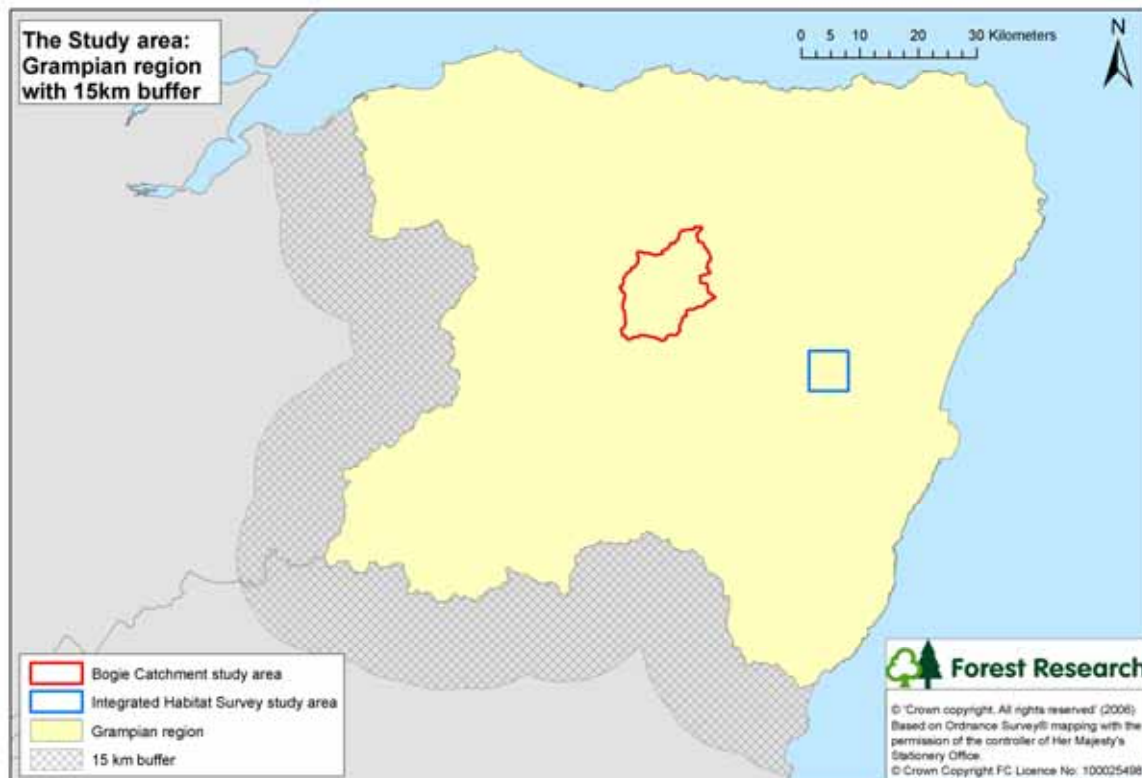 The Study area:
Grampian region
with 15km buffer
0 5 10 20 30 Kilometers
N
Bogie Catchment study area
Integrated Habitat Survey study area
Grampian region
15 km buffer
Forest Research
© 'Crown copyright. All rights reserved' (2006)
Based on Ordnance Survey® mapping with the
permission of the controller of Her Majesty's
Stationery Office.
© Crown Copyright FC Licence No: 100025498